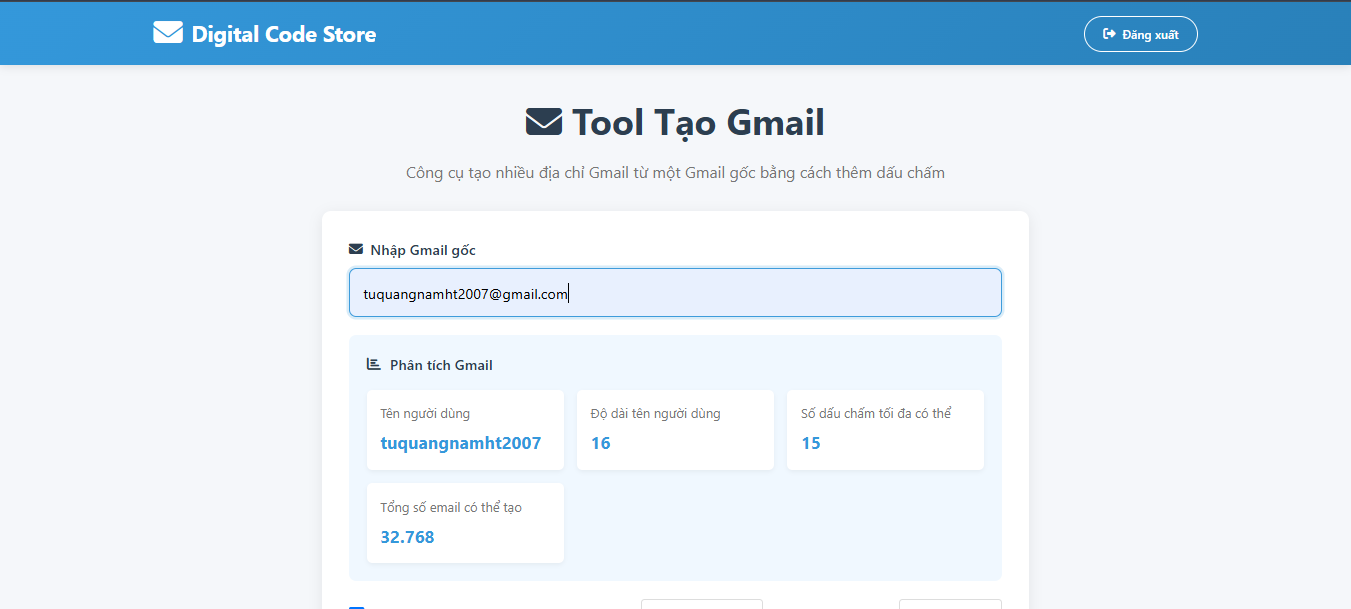 Digital Code Store
Đăng xuất
Tool Tạo Gmail
Công cụ tạo nhiều địa chỉ Gmail từ một Gmail gốc bằng cách thêm dấu chấm
Nhập Gmail gốc
tuquangnamht2007@gmail.com
Phân tích Gmail
Tên người dùng
tuquangnamht2007
Độ dài tên người dùng
16
Số dấu chấm tối đa có thể
15
Tổng số email có thể tạo
32.768